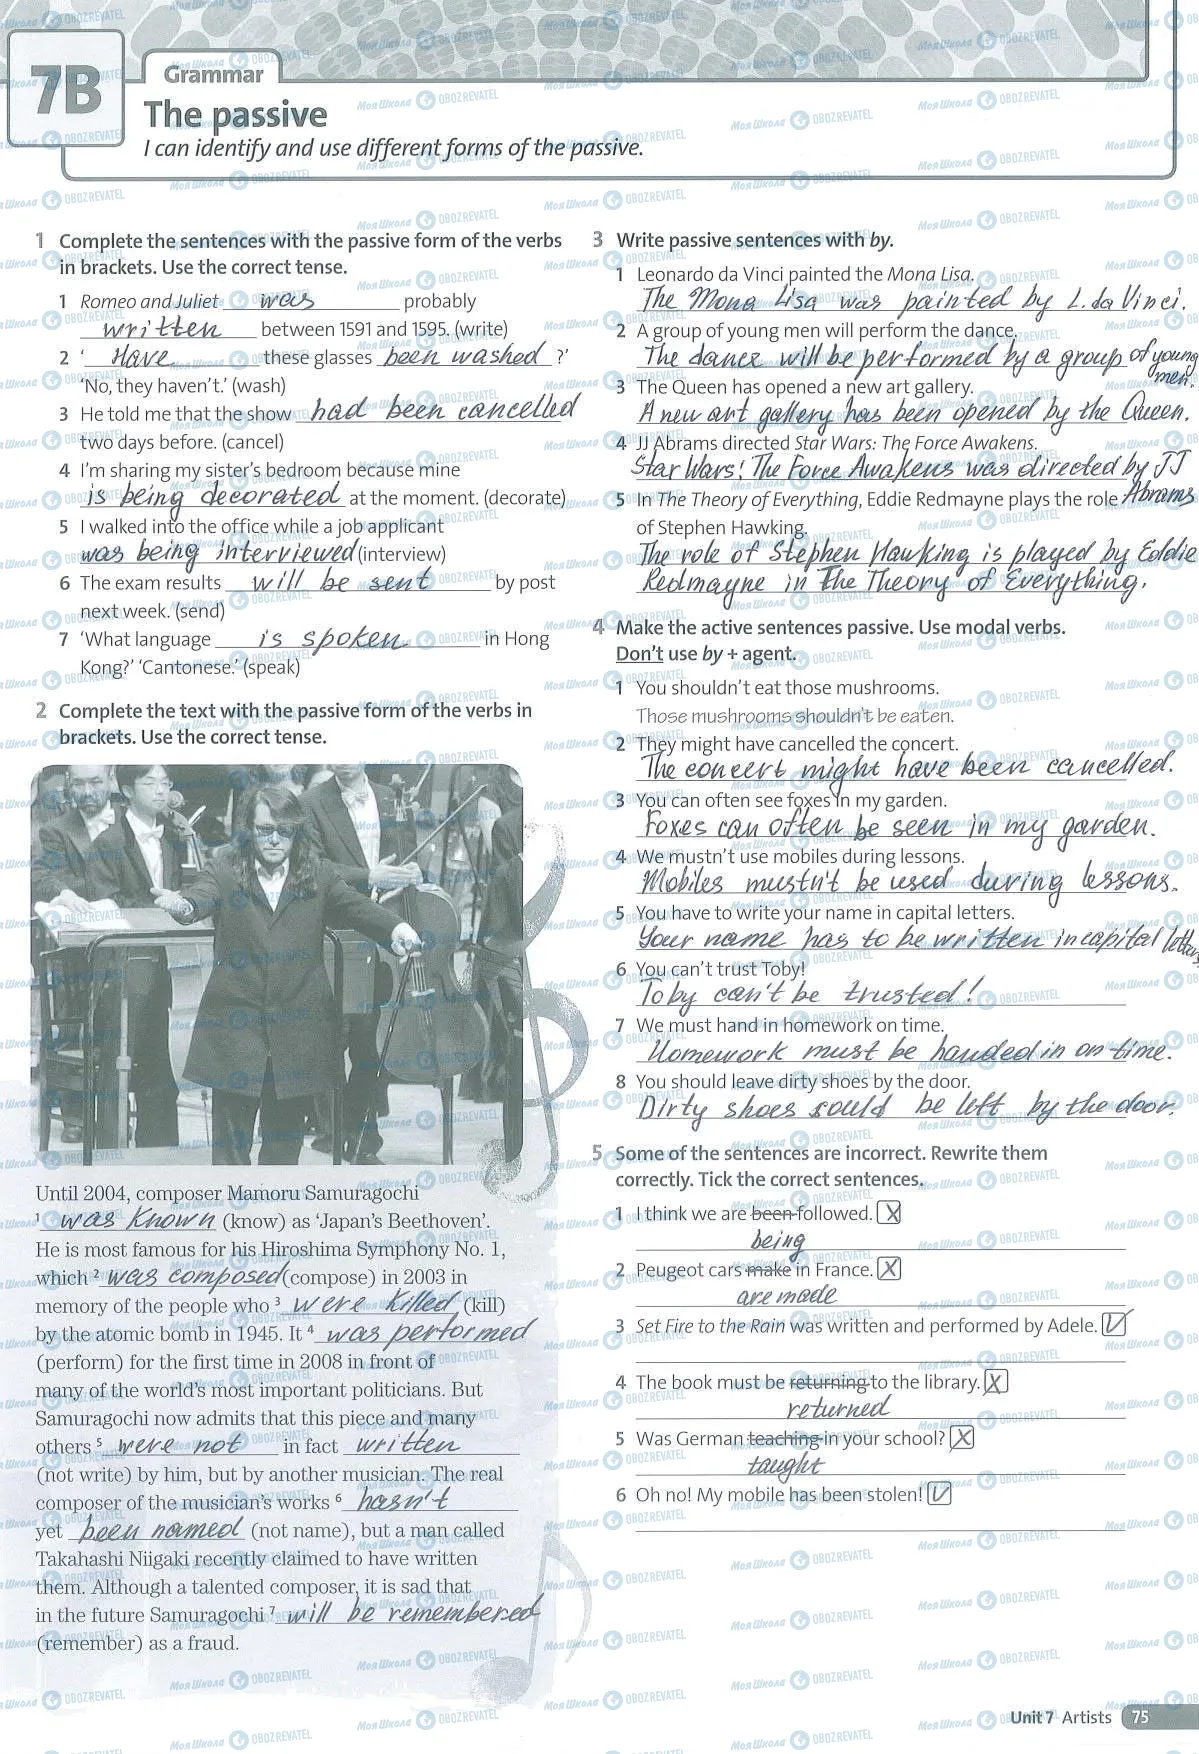 7B
Grammar
The passive
I can identify and use different forms of the passive.
1 Complete the sentences with the passive form of the verbs
in brackets. Use the correct tense.
1 Romeo and Juliet was probably
written between 1591 and 1595. (write)
2 ‘ Have these glasses been washed ?’
‘No, they haven’t.’ (wash)
3 He told me that the show had been cancelled
two days before. (cancel)
4 I’m sharing my sister’s bedroom because mine
is being decorated at the moment. (decorate)
5 I walked into the office while a job applicant
was being interviewed (interview)
6 The exam results will be sent by post
next week. (send)
7 ‘What language is spoken in Hong
Kong?’ ‘Cantonese.’ (speak)
2 Complete the text with the passive form of the verbs in
brackets. Use the correct tense.
Until 2004, composer Mamoru Samuragochi
1 was known (know) as ‘Japan’s Beethoven’.
He is most famous for his Hiroshima Symphony No. 1,
which 2 was composed (compose) in 2003 in
memory of the people who 3 were killed (kill)
by the atomic bomb in 1945. It 4 was performed
(perform) for the first time in 2008 in front of
many of the world’s most important politicians. But
Samuragochi now admits that this piece and many
others 5 were not in fact written
(not write) by him, but by another musician. The real
composer of the musician’s works 6 hasn't
yet been named (not name), but a man called
Takahashi Niigaki recently claimed to have written
them. Although a talented composer, it is sad that
in the future Samuragochi 7 will be remembered
(remember) as a fraud.
3 Write passive sentences with by.
1 Leonardo da Vinci painted the Mona Lisa.
The Mona Lisa was painted by L. da Vinci.
2 A group of young men will perform the dance.
The dance will be performed by a group of young
men.
3 The Queen has opened a new art gallery.
A new art gallery has been opened by the Queen.
4 JJ Abrams directed Star Wars: The Force Awakens.
Star Wars: The Force Awakens was directed by JJ
Abrams
5 In The Theory of Everything, Eddie Redmayne plays the role
of Stephen Hawking.
The role of Stephen Hawking is played by Eddie
Redmayne in The Theory of Everything.
4 Make the active sentences passive. Use modal verbs.
Don’t use by + agent.
1 You shouldn’t eat those mushrooms.
Those mushrooms shouldn’t be eaten.
2 They might have cancelled the concert.
The concert might have been cancelled.
3 You can often see foxes in my garden.
Foxes can often be seen in my garden.
4 We mustn’t use mobiles during lessons.
Mobiles mustn't be used during lessons.
5 You have to write your name in capital letters.
Your name has to be written in capital letters.
6 You can’t trust Toby!
Toby can't be trusted!
7 We must hand in homework on time.
Homework must be handed in on time.
8 You should leave dirty shoes by the door.
Dirty shoes sould be left by the door.
5 Some of the sentences are incorrect. Rewrite them
correctly. Tick the correct sentences.
1 I think we are been followed. X
being
2 Peugeot cars make in France. X
are made
3 Set Fire to the Rain was written and performed by Adele. V
4 The book must be returning to the library. X
returned
5 Was German teaching in your school? X
taught
6 Oh no! My mobile has been stolen! V
Unit 7 Artists 75
МояШкола OBOZREVATEL